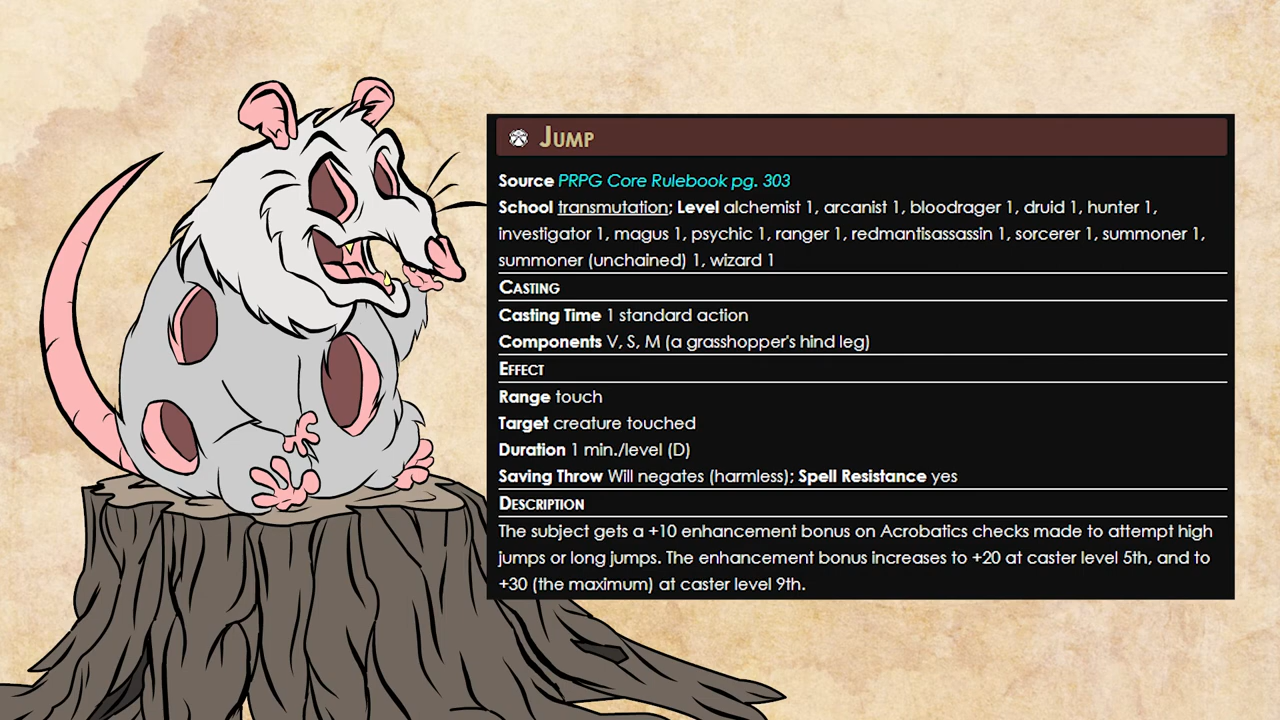 Jump
Source PRPG Core Rulebook pg. 303
School transmutation; Level alchemist 1, arcanist 1, bloodrager 1, druid 1, hunter 1,
investigator 1, magus 1, psychic 1, ranger 1, redmantisassassin 1, sorcerer 1, summoner 1,
summoner (unchained) 1, wizard 1
Casting
Casting Time 1 standard action
Components V, S, M (a grasshopper's hind leg)
Effect
Range touch
Target creature touched
Duration 1 min./level (D)
Saving Throw Will negates (harmless); Spell Resistance yes
Description
The subject gets a +10 enhancement bonus on Acrobatics checks made to attempt high
jumps or long jumps. The enhancement bonus increases to +20 at caster level 5th, and to
+30 (the maximum) at caster level 9th.